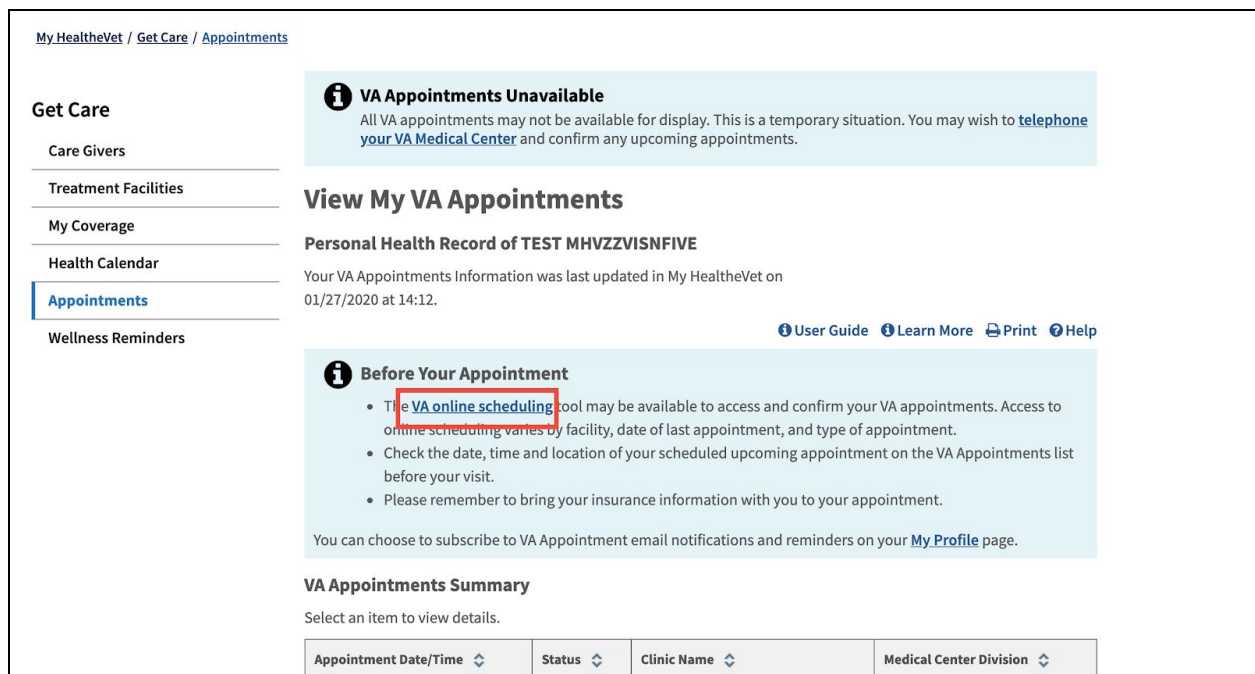 My HealtheVet / Get Care / Appointments
Get Care
Care Givers
Treatment Facilities
My Coverage
Health Calendar
Appointments
Wellness Reminders
VA Appointments Unavailable
All VA appointments may not be available for display. This is a temporary situation. You may wish to telephone
your VA Medical Center and confirm any upcoming appointments.
View My VA Appointments
Personal Health Record of TEST MHVZZVISNFIVE
Your VA Appointments Information was last updated in My HealtheVet on
01/27/2020 at 14:12.
User Guide Learn More Print Help
Before Your Appointment
• The VA online scheduling tool may be available to access and confirm your VA appointments. Access to
online scheduling varies by facility, date of last appointment, and type of appointment.
• Check the date, time and location of your scheduled upcoming appointment on the VA Appointments list
before your visit.
• Please remember to bring your insurance information with you to your appointment.
You can choose to subscribe to VA Appointment email notifications and reminders on your My Profile page.
VA Appointments Summary
Select an item to view details.
Appointment Date/Time Status Clinic Name Medical Center Division